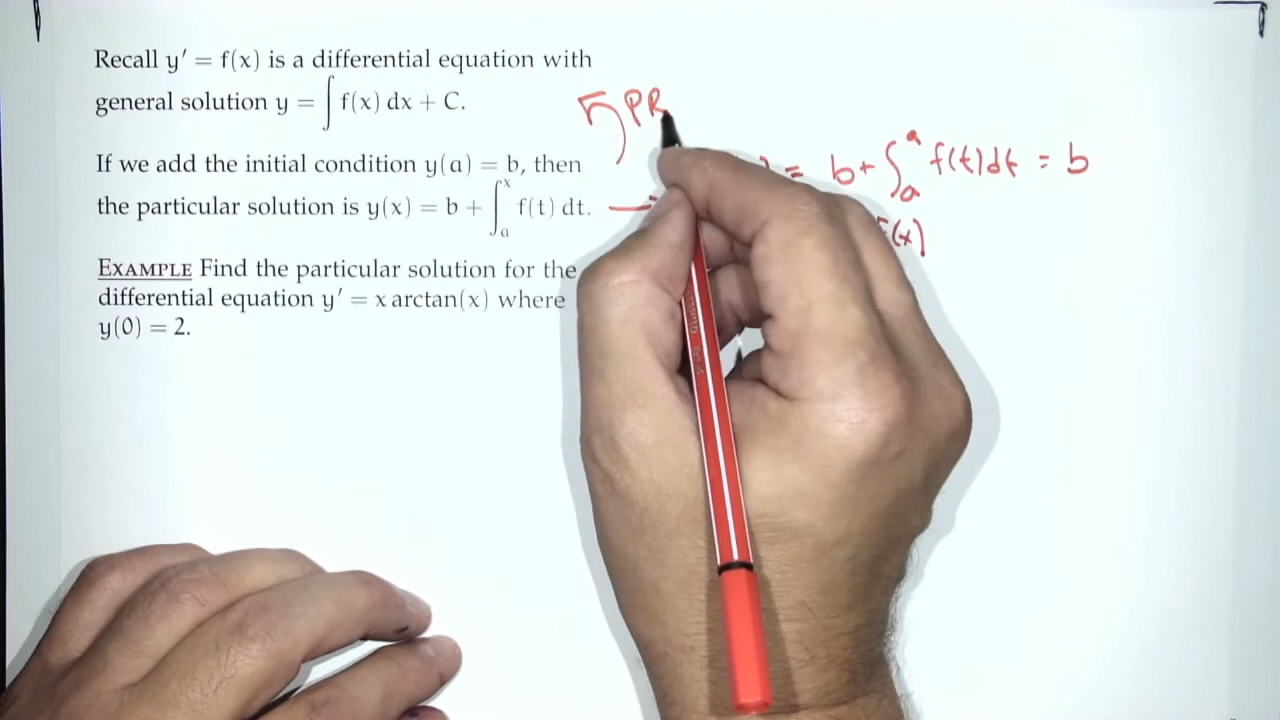 Recall y′ = f(x) is a differential equation with
general solution y = ∫ f(x) dx + C.
If we add the initial condition y(a) = b, then
the particular solution is y(x) = b + ∫ₐˣ f(t) dt.
EXAMPLE Find the particular solution for the
differential equation y′ = x arctan(x) where
y(0) = 2.
PR
= b + ∫ₐᵃ f(t)dt = b
(x)